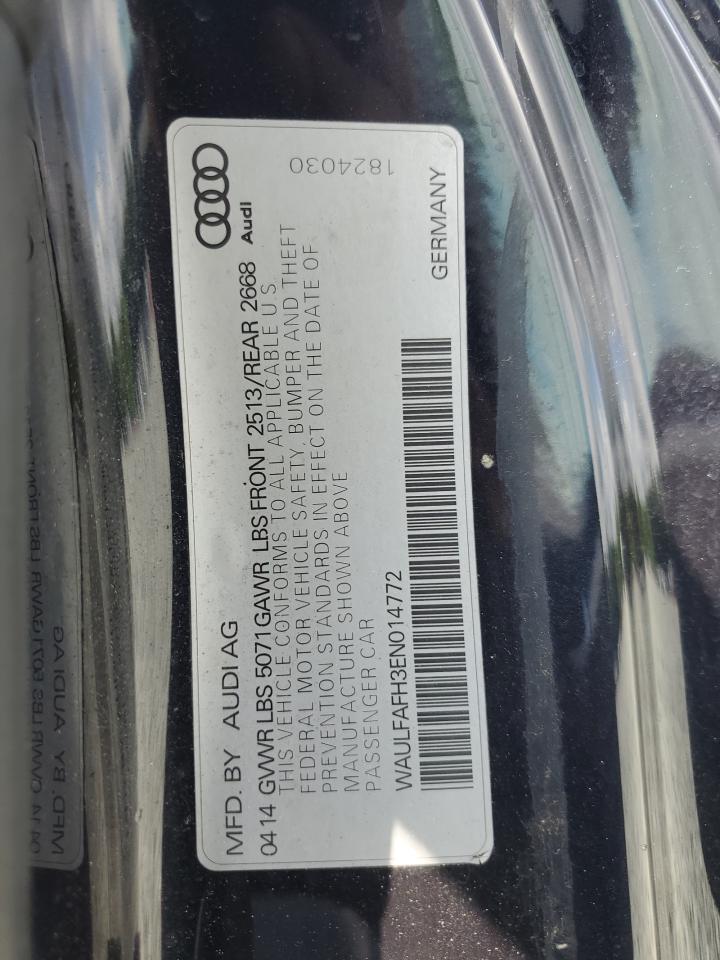 MFD. BY AUDI AG
Audi
04 14 GVWR LBS 5071 GAWR LBS FRONT 2513/REAR 2668
THIS VEHICLE CONFORMS TO ALL APPLICABLE U.S.
FEDERAL MOTOR VEHICLE SAFETY, BUMPER AND THEFT
PREVENTION STANDARDS IN EFFECT ON THE DATE OF
MANUFACTURE SHOWN ABOVE
PASSENGER CAR
1824030
WAULFAFH3EN014772
GERMANY